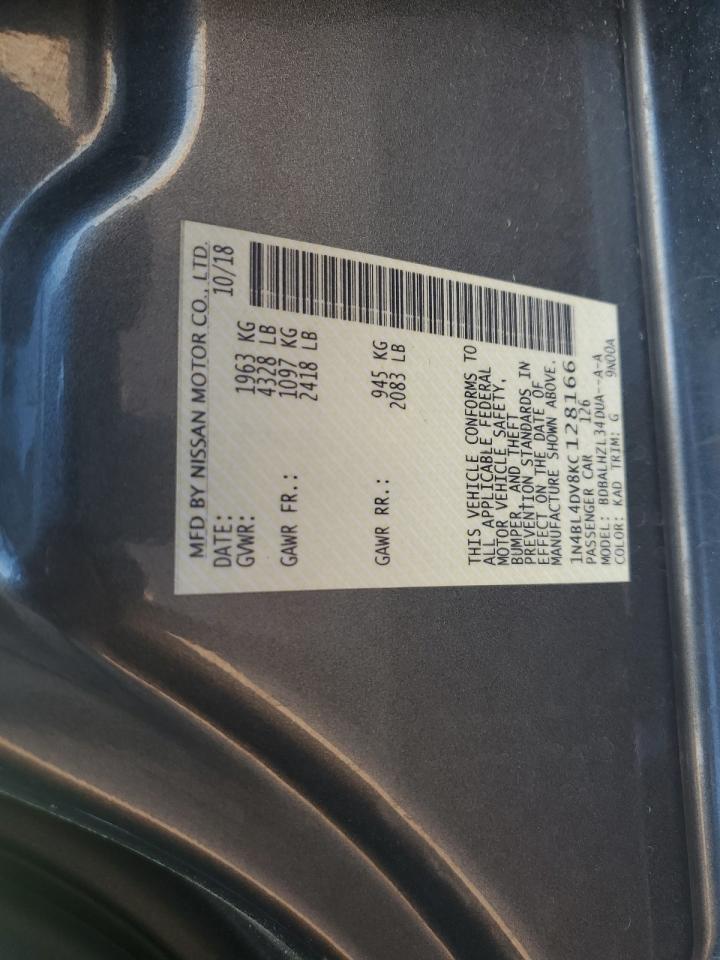 MFD BY NISSAN MOTOR CO., LTD.
DATE: 10/18
GVWR: 1963 KG
4328 LB
GAWR FR.: 1097 KG
2418 LB
GAWR RR.: 945 KG
2083 LB
THIS VEHICLE CONFORMS TO
ALL APPLICABLE FEDERAL
MOTOR VEHICLE SAFETY,
BUMPER, AND THEFT
PREVENTION STANDARDS IN
EFFECT ON THE DATE OF
MANUFACTURE SHOWN ABOVE.
1N4BL4DV8KC128166
PASSENGER CAR 126
MODEL: BDBALHZL34DUA--A-A
COLOR: KAD TRIM: G 9N00A